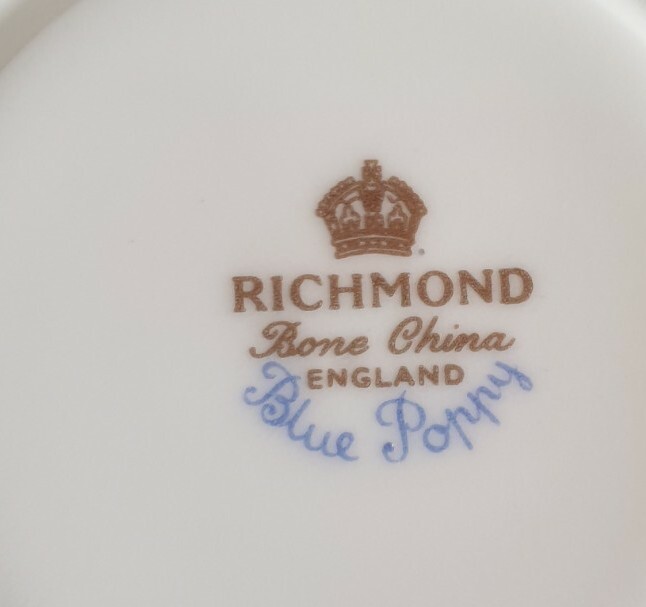 RICHMOND
Bone China
ENGLAND
Blue Poppy